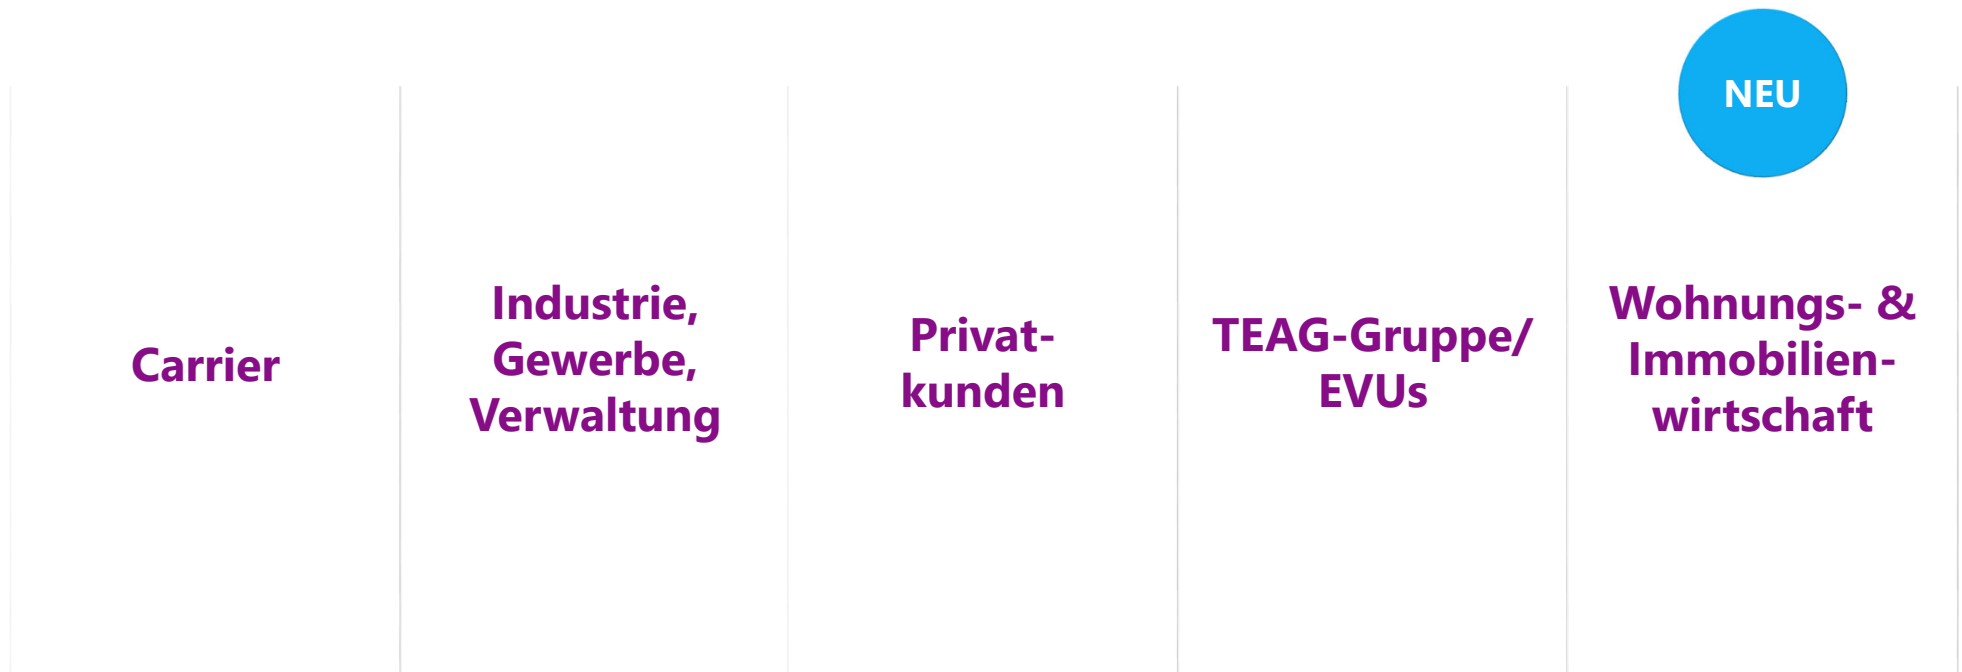 NEU
Carrier
Industrie,
Gewerbe,
Verwaltung
Privat-
kunden
TEAG-Gruppe/
EVUs
Wohnungs- &
Immobilien-
wirtschaft